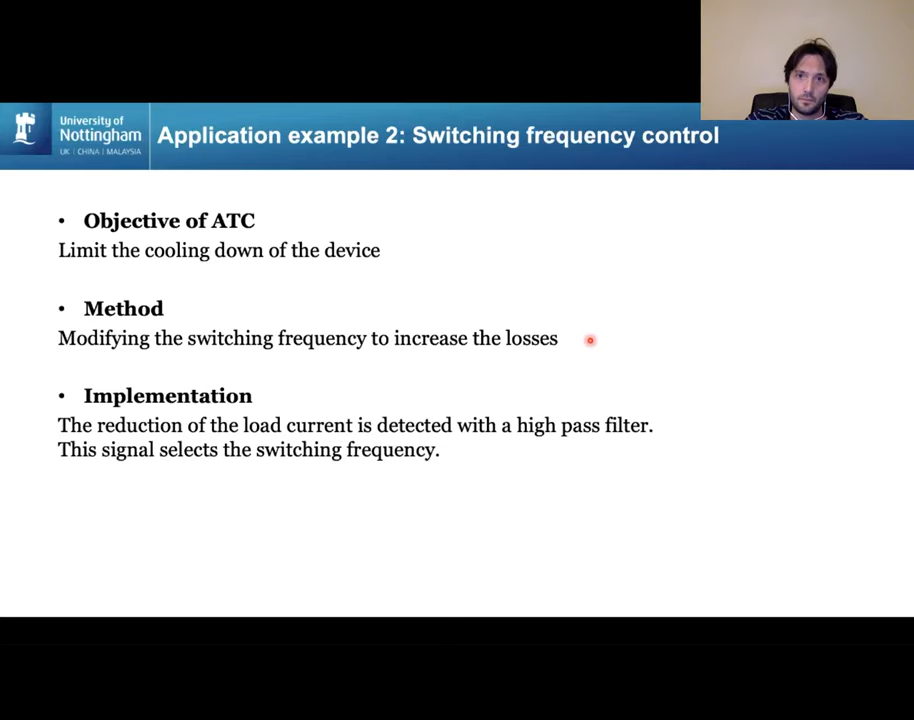 University of
Nottingham
UK | CHINA | MALAYSIA
Application example 2: Switching frequency control
• Objective of ATC
Limit the cooling down of the device
• Method
Modifying the switching frequency to increase the losses
• Implementation
The reduction of the load current is detected with a high pass filter.
This signal selects the switching frequency.